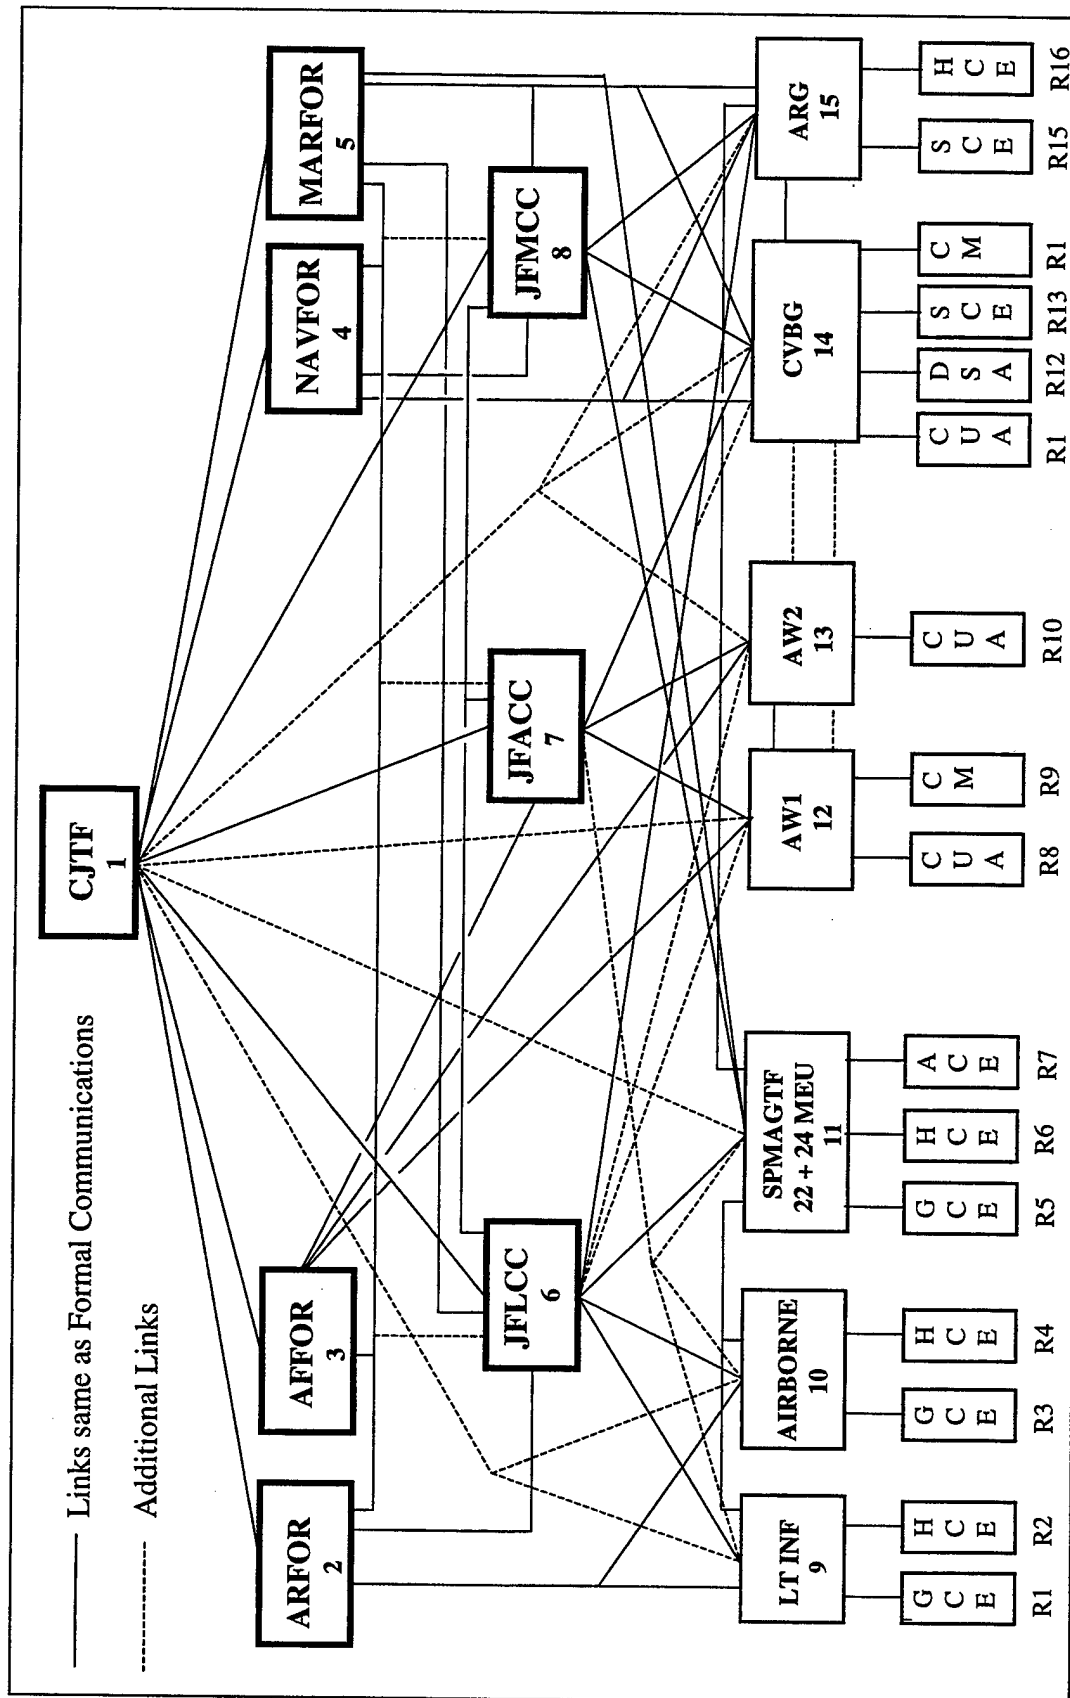 Links same as Formal Communications
Additional Links
CJTF
1
ARFOR
2
AFFOR
3
NAVFOR
4
MARFOR
5
JFLCC
6
JFACC
7
JFMCC
8
LT INF
9
AIRBORNE
10
SPMAGTF
22 + 24 MEU
11
AW1
12
AW2
13
CVBG
14
ARG
15
G
C
E
H
C
E
G
C
E
H
C
E
G
C
E
H
C
E
A
C
E
C
U
A
C
M
C
U
A
C
U
A
D
S
A
S
C
E
C
M
S
C
E
H
C
E
R1
R2
R3
R4
R5
R6
R7
R8
R9
R10
R1
R12
R13
R1
R15
R16